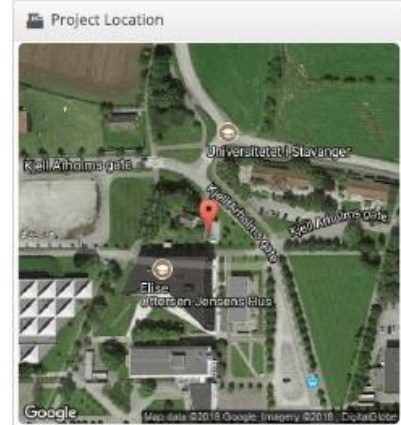 Project Location
Universitetet i Stavanger
Kjell Arholms gate
Kjell Arholms gate
Kjell Arholms gate
Elise
Ottersen-Jensens Hus
Google
Map data ©2018 Google Imagery ©2018 , DigitalGlobe